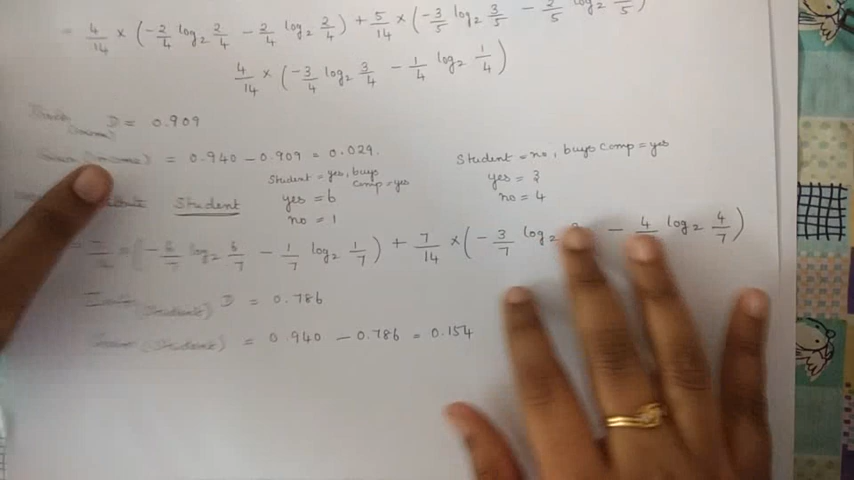 = 4/14 × (-2/4 log₂ 2/4 - 2/4 log₂ 2/4) + 5/14 × (-3/5 log₂ 3/5 - 2/5 log₂ 2/5)
4/14 × (-3/4 log₂ 3/4 - 1/4 log₂ 1/4)
D = 0.909
= 0.940 - 0.909 = 0.029.
Student = yes, buys comp = yes
yes = 6
no = 1
Student = no, buys comp = yes
yes = 3
no = 4
Student
(-6/7 log₂ 6/7 - 1/7 log₂ 1/7) + 7/14 × (-3/7 log₂ - 4 log₂ 4/7)
(Student) D = 0.786
(Student) = 0.940 - 0.786 = 0.154